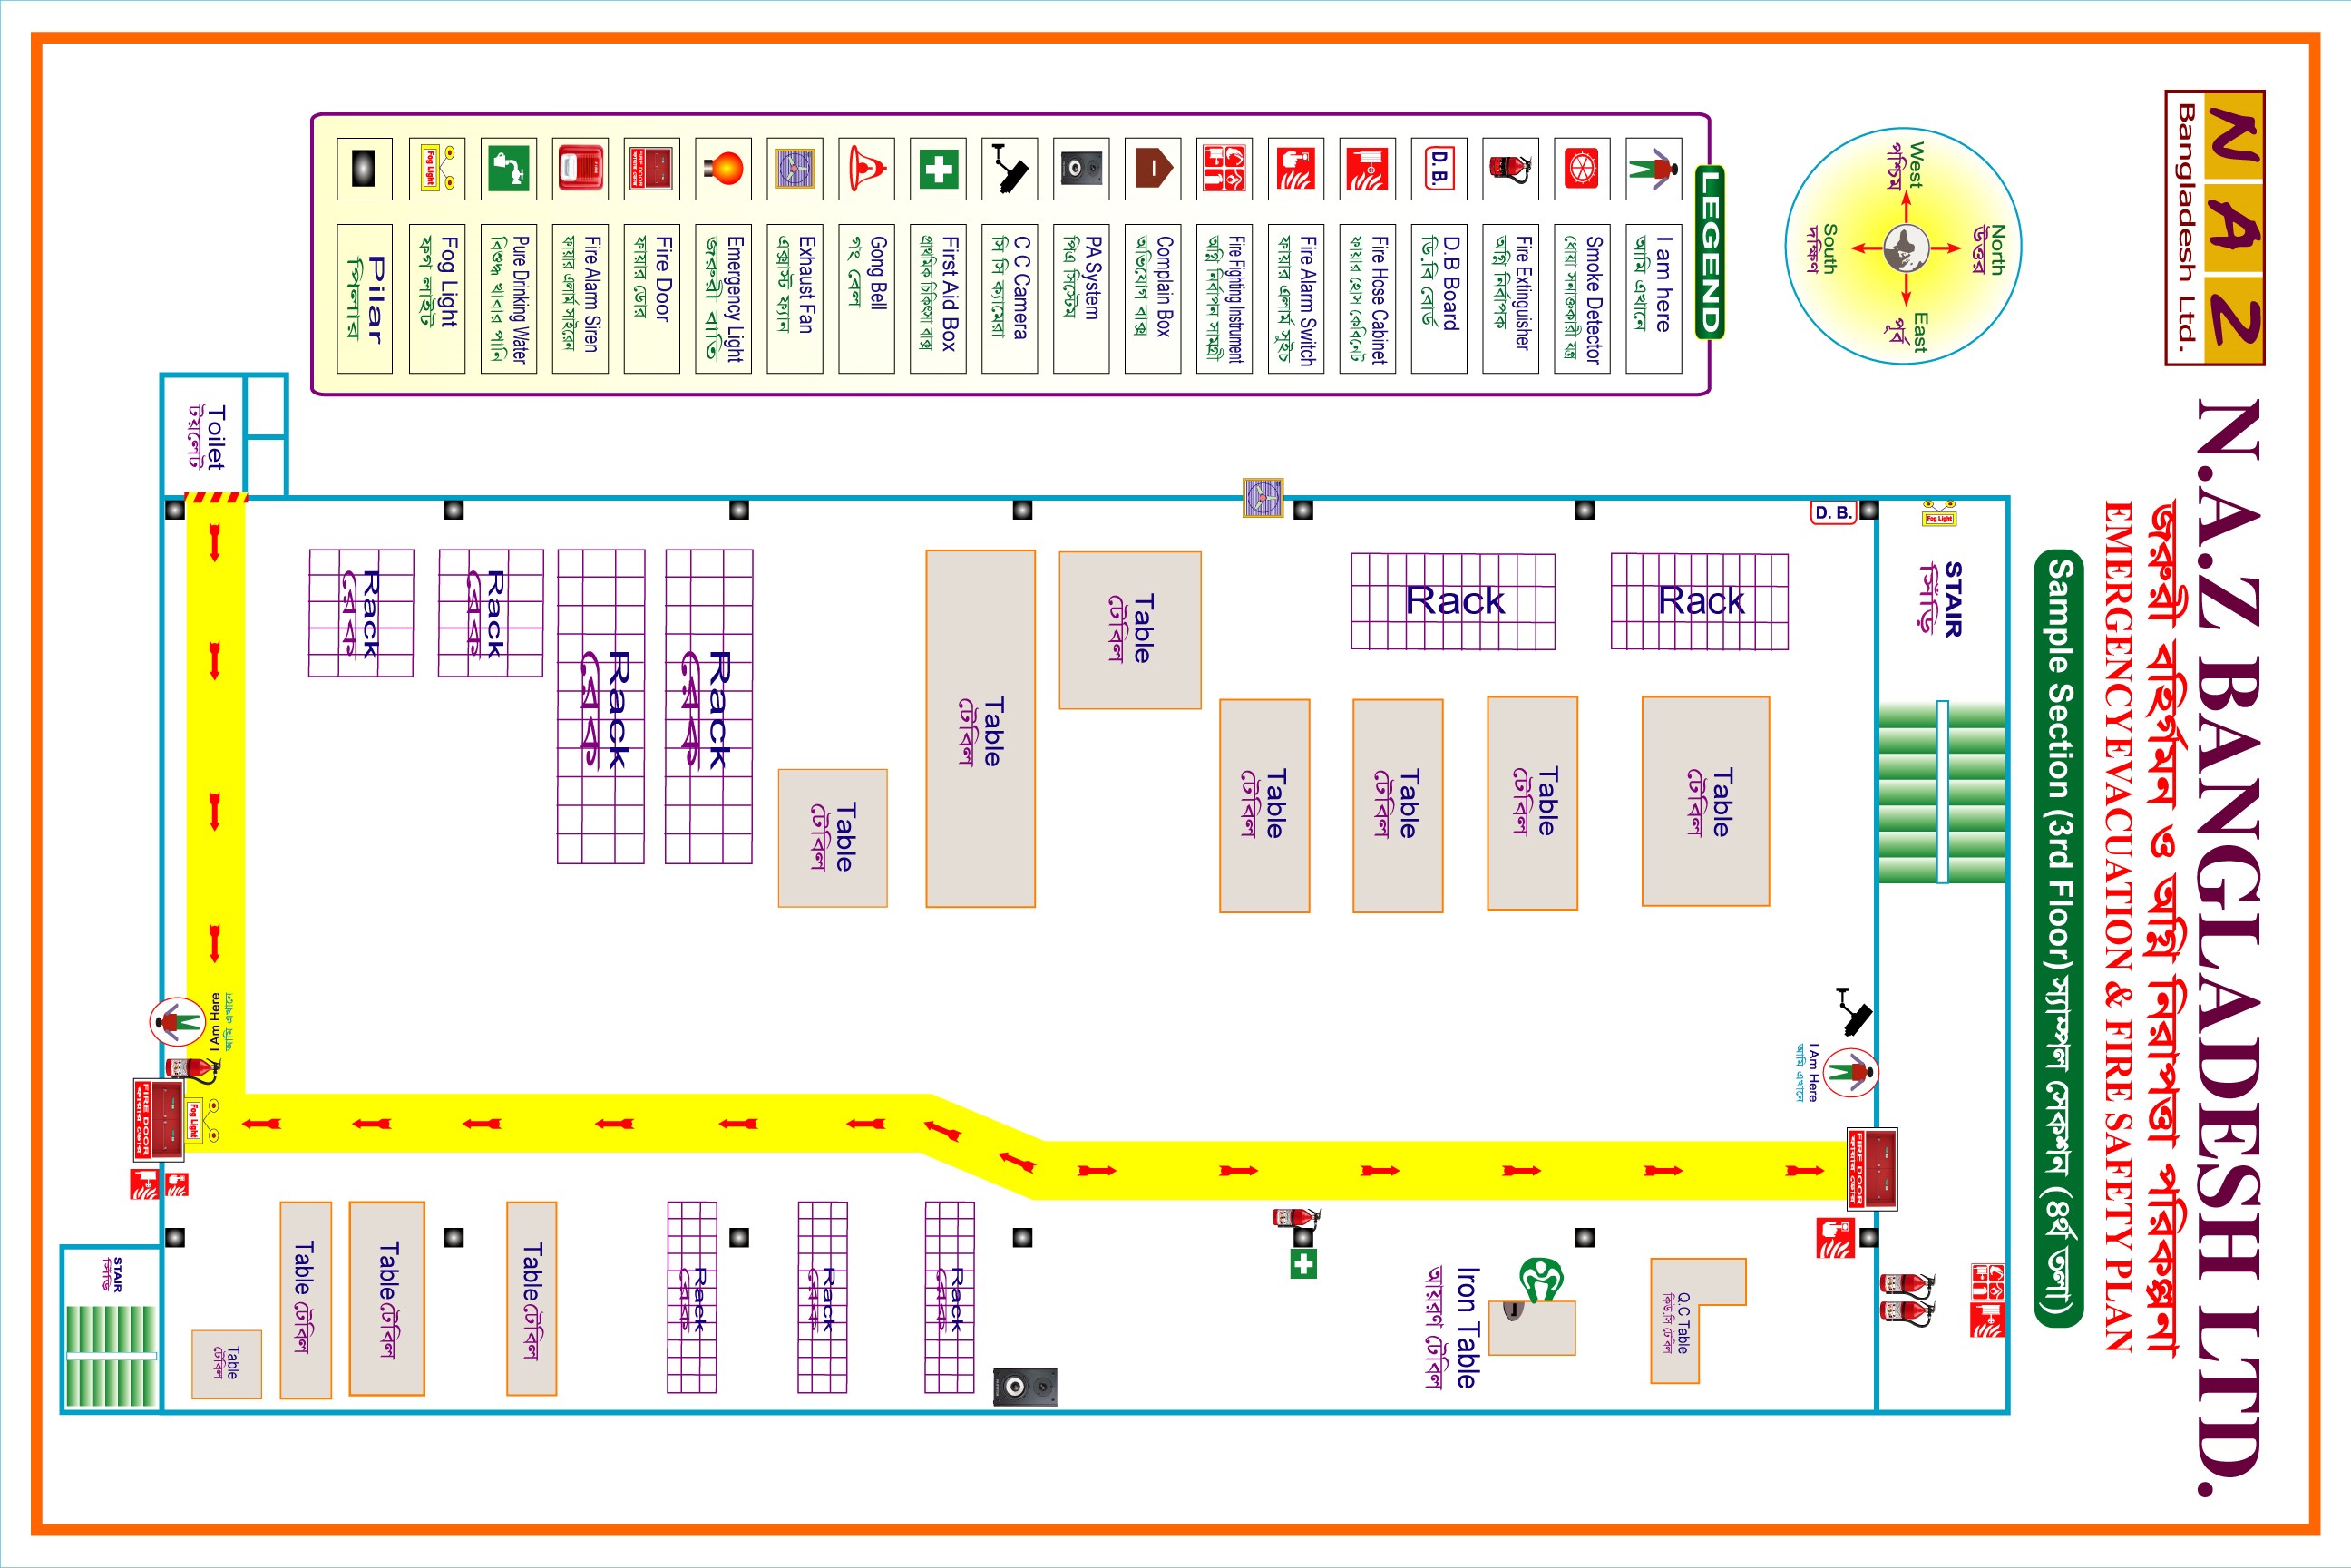 NAZ
Bangladesh Ltd.
N.A.Z BANGLADESH LTD.
জরুরী বহির্গমন ও অগ্নি নিরাপত্তা পরিকল্পনা
EMERGENCY EVACUATION & FIRE SAFETY PLAN
Sample Section (3rd Floor) স্যাম্পল সেকশন (৪র্থ তলা)
North
উত্তর
West
পশ্চিম
East
পূর্ব
South
দক্ষিণ
LEGEND
I am here
আমি এখানে
Smoke Detector
ধোয়া সনাক্তকারী যন্ত্র
Fire Extinguisher
অগ্নি নির্বাপক
D.B.
D.B Board
ডি.বি বোর্ড
Fire Hose Cabinet
ফায়ার হোস কেবিনেট
Fire Alarm Switch
ফায়ার এলার্ম সুইচ
Fire Fighting Instrument
অগ্নি নির্বাপন সামগ্রী
Complain Box
অভিযোগ বাক্স
PA System
পিএ সিস্টেম
C C Camera
সি সি ক্যামেরা
First Aid Box
প্রাথমিক চিকিৎসা বাক্স
Gong Bell
গং বেল
Exhaust Fan
এক্সাস্ট ফ্যান
Emergency Light
জরুরী বাতি
FIRE DOOR
ফায়ার ডোর
Fire Door
ফায়ার ডোর
Fire Alarm Siren
ফায়ার এলার্ম সাইরেন
Pure Drinking Water
বিশুদ্ধ খাবার পানি
Fog Light
Fog Light
ফগ লাইট
Pilar
পিলার
Fog Light
STAIR
সিঁড়ি
D. B.
Rack
Rack
Table
টেবিল
Table
টেবিল
Table
টেবিল
Table
টেবিল
Table
টেবিল
Table
টেবিল
Table
টেবিল
Rack
রেক
Rack
রেক
Rack
রেক
Rack
রেক
Toilet
টয়লেট
I Am Here
আমি এখানে
I Am Here
আমি এখানে
FIRE DOOR
ফায়ার ডোর
FIRE DOOR
ফায়ার ডোর
Fog Light
Q.C Table
কিউ.সি টেবিল
Iron Table
আয়রণ টেবিল
Rack
রেক
Rack
রেক
Rack
রেক
Table টেবিল
Table টেবিল
Table টেবিল
Table
টেবিল
STAIR
সিঁড়ি